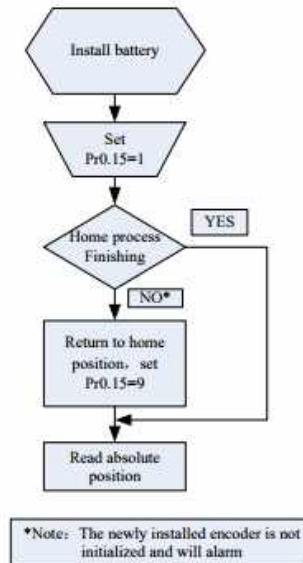 Install battery
Set
Pr0.15=1
YES
Home process
Finishing
NO*
Return to home
position，set
Pr0.15=9
Read absolute
position
*Note：The newly installed encoder is not
initialized and will alarm